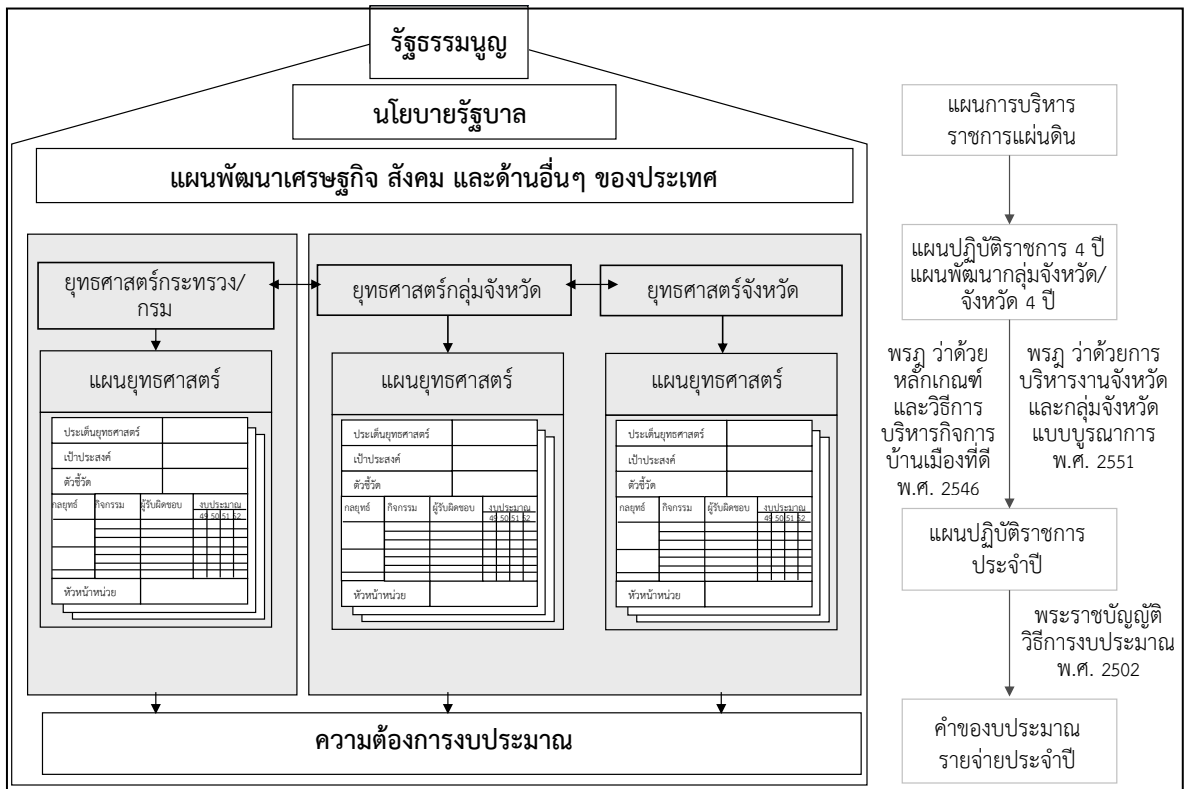 รัฐธรรมนูญ
นโยบายรัฐบาล
แผนพัฒนาเศรษฐกิจ สังคม และด้านอื่นๆ ของประเทศ
ยุทธศาสตร์กระทรวง/
กรม
ยุทธศาสตร์กลุ่มจังหวัด
ยุทธศาสตร์จังหวัด
แผนยุทธศาสตร์
ประเด็นยุทธศาสตร์
เป้าประสงค์
ตัวชี้วัด
กลยุทธ์ กิจกรรม ผู้รับผิดชอบ งบประมาณ
49 50 51 52
หัวหน้าหน่วย
แผนยุทธศาสตร์
ประเด็นยุทธศาสตร์
เป้าประสงค์
ตัวชี้วัด
กลยุทธ์ กิจกรรม ผู้รับผิดชอบ งบประมาณ
49 50 51 52
หัวหน้าหน่วย
แผนยุทธศาสตร์
ประเด็นยุทธศาสตร์
เป้าประสงค์
ตัวชี้วัด
กลยุทธ์ กิจกรรม ผู้รับผิดชอบ งบประมาณ
49 50 51 52
หัวหน้าหน่วย
ความต้องการงบประมาณ
แผนการบริหาร
ราชการแผ่นดิน
แผนปฏิบัติราชการ 4 ปี
แผนพัฒนากลุ่มจังหวัด/
จังหวัด 4 ปี
พรฎ ว่าด้วย
หลักเกณฑ์
และวิธีการ
บริหารกิจการ
บ้านเมืองที่ดี
พ.ศ. 2546
พรฎ ว่าด้วยการ
บริหารงานจังหวัด
และกลุ่มจังหวัด
แบบบูรณาการ
พ.ศ. 2551
แผนปฏิบัติราชการ
ประจำปี
พระราชบัญญัติ
วิธีการงบประมาณ
พ.ศ. 2502
คำของบประมาณ
รายจ่ายประจำปี